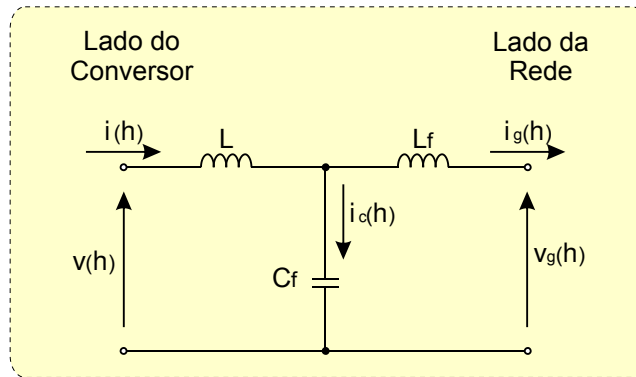 Lado do
Conversor
Lado da
Rede
i(h)
L
Lf
ig(h)
ic(h)
v(h)
Cf
vg(h)